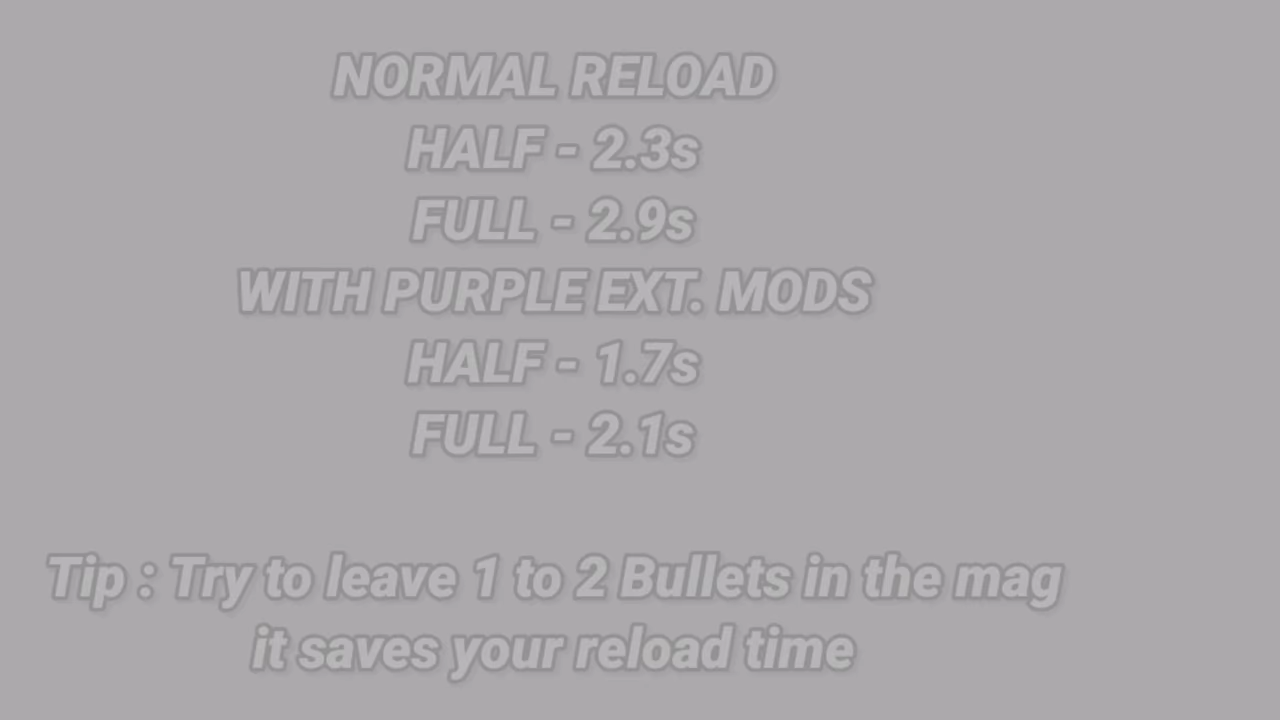 NORMAL RELOAD
HALF - 2.3s
FULL - 2.9s
WITH PURPLE EXT. MODS
HALF - 1.7s
FULL - 2.1s
Tip : Try to leave 1 to 2 Bullets in the mag
it saves your reload time